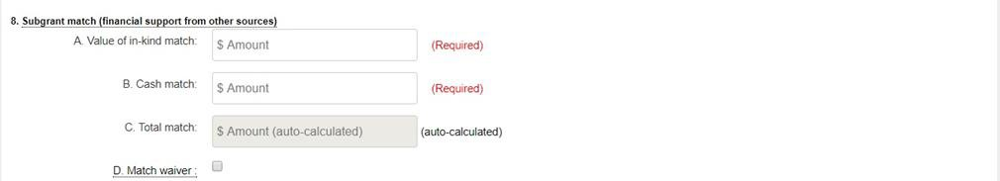 8. Subgrant match (financial support from other sources)
A. Value of in-kind match: $ Amount (Required)
B. Cash match: $ Amount (Required)
C. Total match: $ Amount (auto-calculated) (auto-calculated)
D. Match waiver :